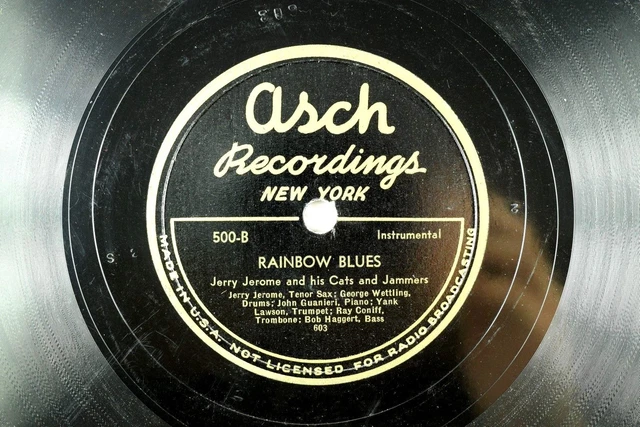 asch
Recordings
NEW YORK
500-B
Instrumental
RAINBOW BLUES
Jerry Jerome and his Cats and Jammers
Jerry Jerome, Tenor Sax; George Wettling,
Drums; John Guanieri, Piano; Yank
Lawson, Trumpet; Ray Coniff,
Trombone; Bob Haggert, Bass
603
MADE IN U.S.A. NOT LICENSED FOR RADIO BROADCASTING